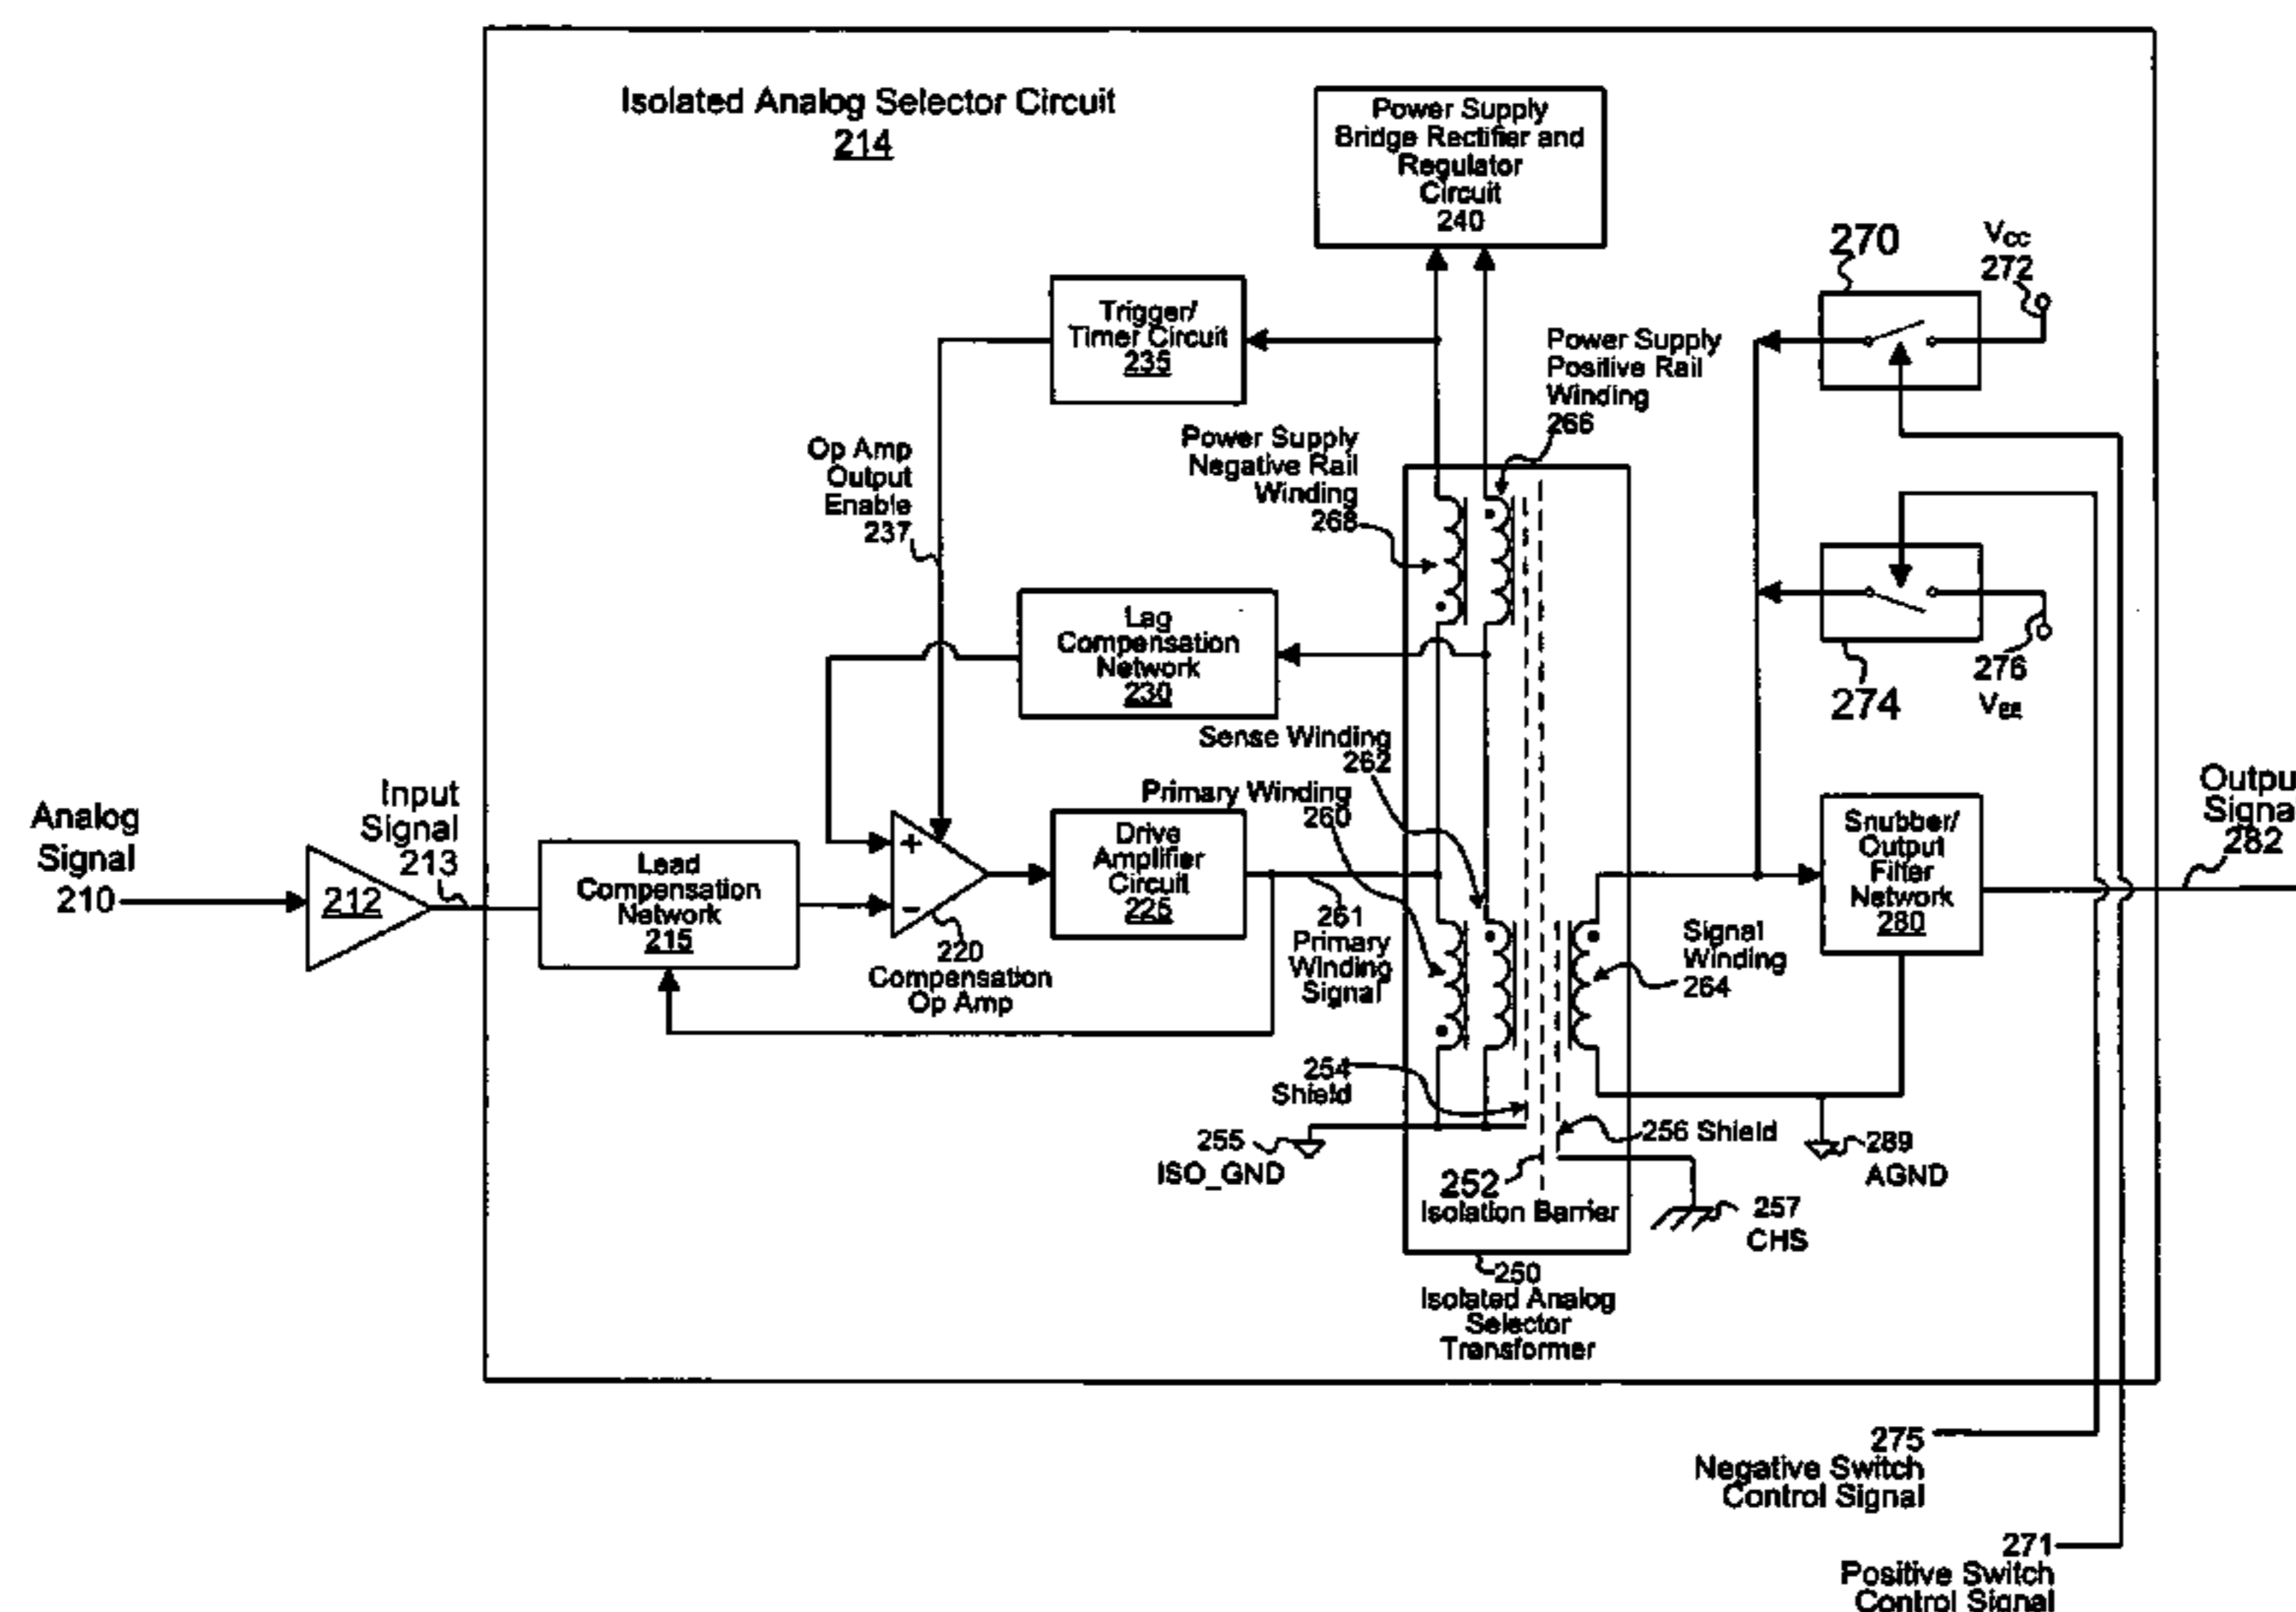 Isolated Analog Selector Circuit
214
Power Supply
Bridge Rectifier and
Regulator
Circuit
240
270
VCC
272
Trigger/
Timer Circuit
235
Power Supply
Positive Rail
Winding
266
Power Supply
Negative Rail
Winding
268
Op Amp
Output
Enable
237
Lag
Compensation
Network
230
274
276
VEE
Sense Winding
262
Primary Winding
260
Analog
Signal
210
212
Input
Signal
213
Lead
Compensation
Network
215
+
-
220
Compensation
Op Amp
Drive
Amplifier
Circuit
225
261
Primary
Winding
Signal
Signal
Winding
264
Snubber/
Output
Filter
Network
280
Outpu
Signa
282
254
Shield
255
ISO_GND
256 Shield
252
Isolation Barrier
289
AGND
257
CHS
250
Isolated Analog
Selector
Transformer
275
Negative Switch
Control Signal
271
Positive Switch
Control Signal